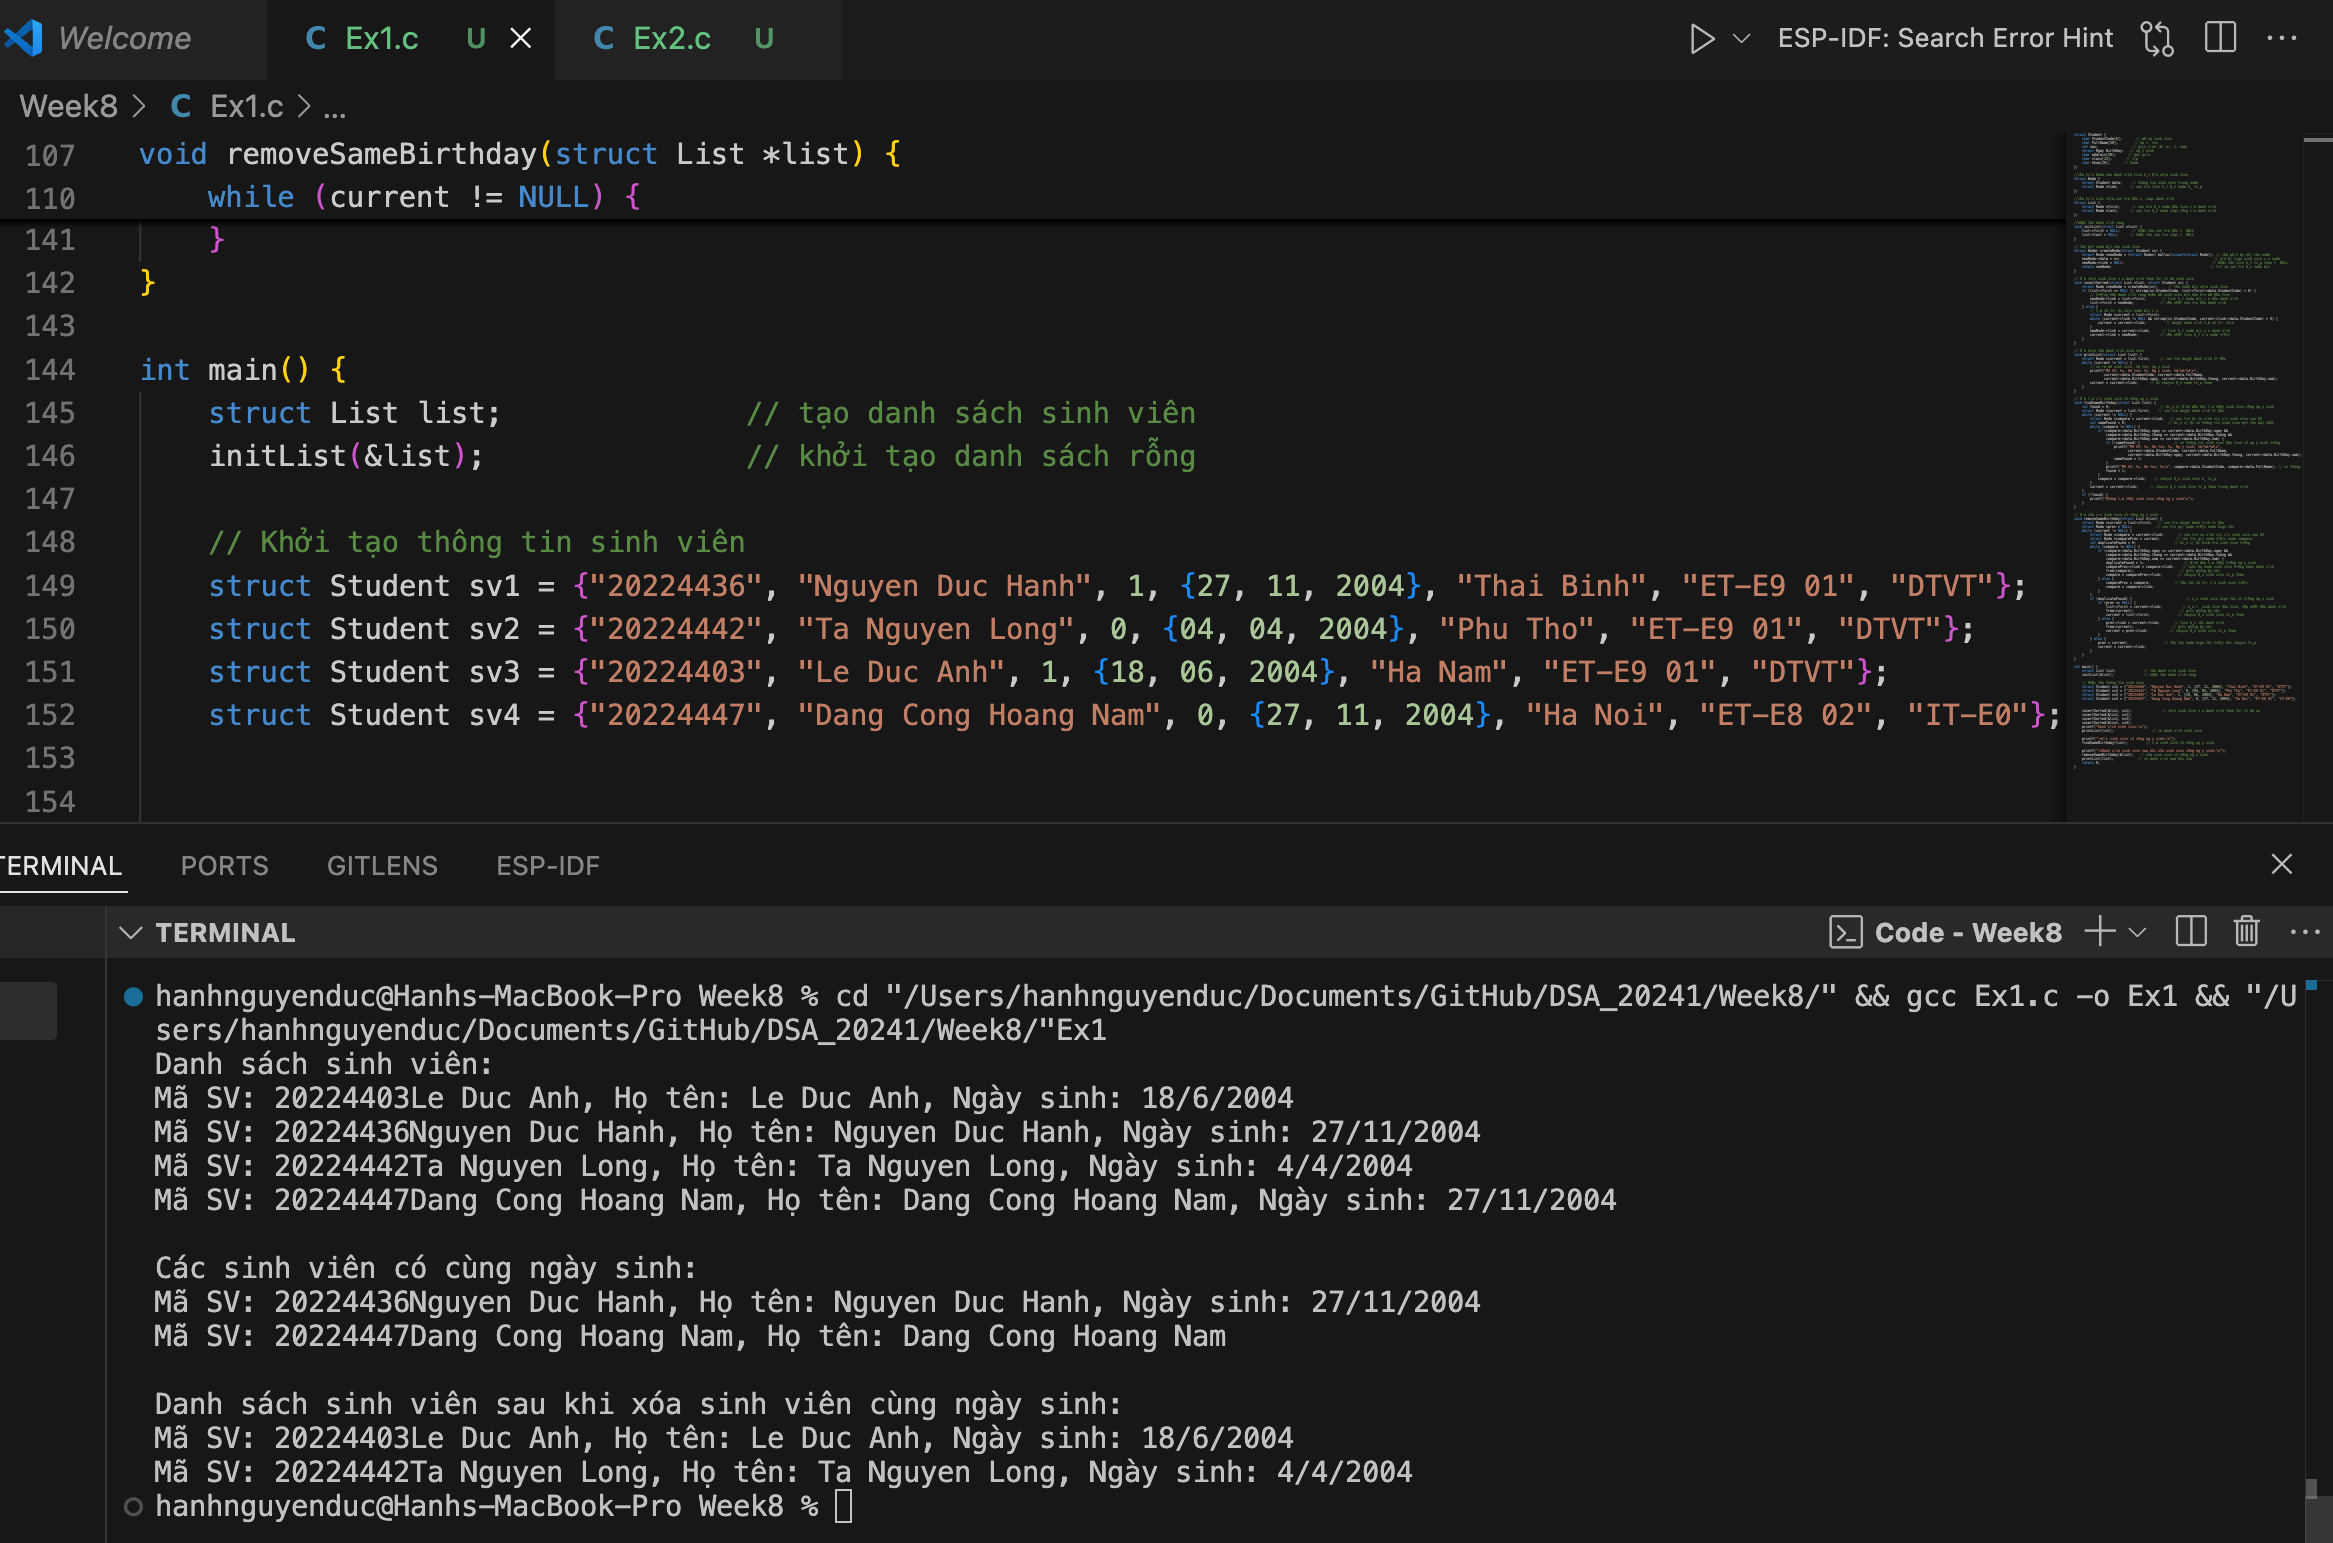 Welcome
C Ex1.c U
C Ex2.c U
ESP-IDF: Search Error Hint
Week8 > C Ex1.c > ...
107 void removeSameBirthday(struct List *list) {
110 while (current != NULL) {
141 }
142 }
143
144 int main() {
145 struct List list; // tạo danh sách sinh viên
146 initList(&list); // khởi tạo danh sách rỗng
147
148 // Khởi tạo thông tin sinh viên
149 struct Student sv1 = {"20224436", "Nguyen Duc Hanh", 1, {27, 11, 2004}, "Thai Binh", "ET-E9 01", "DTVT"};
150 struct Student sv2 = {"20224442", "Ta Nguyen Long", 0, {04, 04, 2004}, "Phu Tho", "ET-E9 01", "DTVT"};
151 struct Student sv3 = {"20224403", "Le Duc Anh", 1, {18, 06, 2004}, "Ha Nam", "ET-E9 01", "DTVT"};
152 struct Student sv4 = {"20224447", "Dang Cong Hoang Nam", 0, {27, 11, 2004}, "Ha Noi", "ET-E8 02", "IT-E0"};
153
154
TERMINAL PORTS GITLENS ESP-IDF
TERMINAL
Code - Week8
hanhnguyenduc@Hanhs-MacBook-Pro Week8 % cd "/Users/hanhnguyenduc/Documents/GitHub/DSA_20241/Week8/" && gcc Ex1.c -o Ex1 && "/U
sers/hanhnguyenduc/Documents/GitHub/DSA_20241/Week8/"Ex1
Danh sách sinh viên:
Mã SV: 20224403Le Duc Anh, Họ tên: Le Duc Anh, Ngày sinh: 18/6/2004
Mã SV: 20224436Nguyen Duc Hanh, Họ tên: Nguyen Duc Hanh, Ngày sinh: 27/11/2004
Mã SV: 20224442Ta Nguyen Long, Họ tên: Ta Nguyen Long, Ngày sinh: 4/4/2004
Mã SV: 20224447Dang Cong Hoang Nam, Họ tên: Dang Cong Hoang Nam, Ngày sinh: 27/11/2004

Các sinh viên có cùng ngày sinh:
Mã SV: 20224436Nguyen Duc Hanh, Họ tên: Nguyen Duc Hanh, Ngày sinh: 27/11/2004
Mã SV: 20224447Dang Cong Hoang Nam, Họ tên: Dang Cong Hoang Nam

Danh sách sinh viên sau khi xóa sinh viên cùng ngày sinh:
Mã SV: 20224403Le Duc Anh, Họ tên: Le Duc Anh, Ngày sinh: 18/6/2004
Mã SV: 20224442Ta Nguyen Long, Họ tên: Ta Nguyen Long, Ngày sinh: 4/4/2004
hanhnguyenduc@Hanhs-MacBook-Pro Week8 %